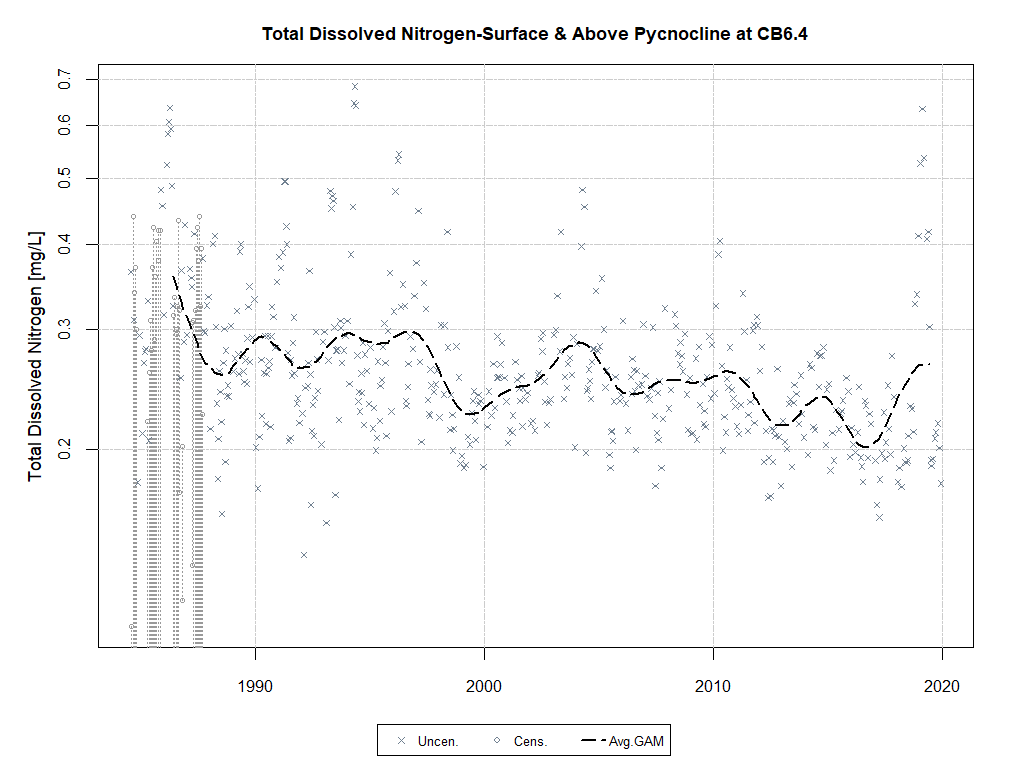 Total Dissolved Nitrogen-Surface & Above Pycnocline at CB6.4
Total Dissolved Nitrogen [mg/L]
0.7
0.6
0.5
0.4
0.3
0.2
1990 2000 2010 2020
Uncen. Cens. Avg.GAM